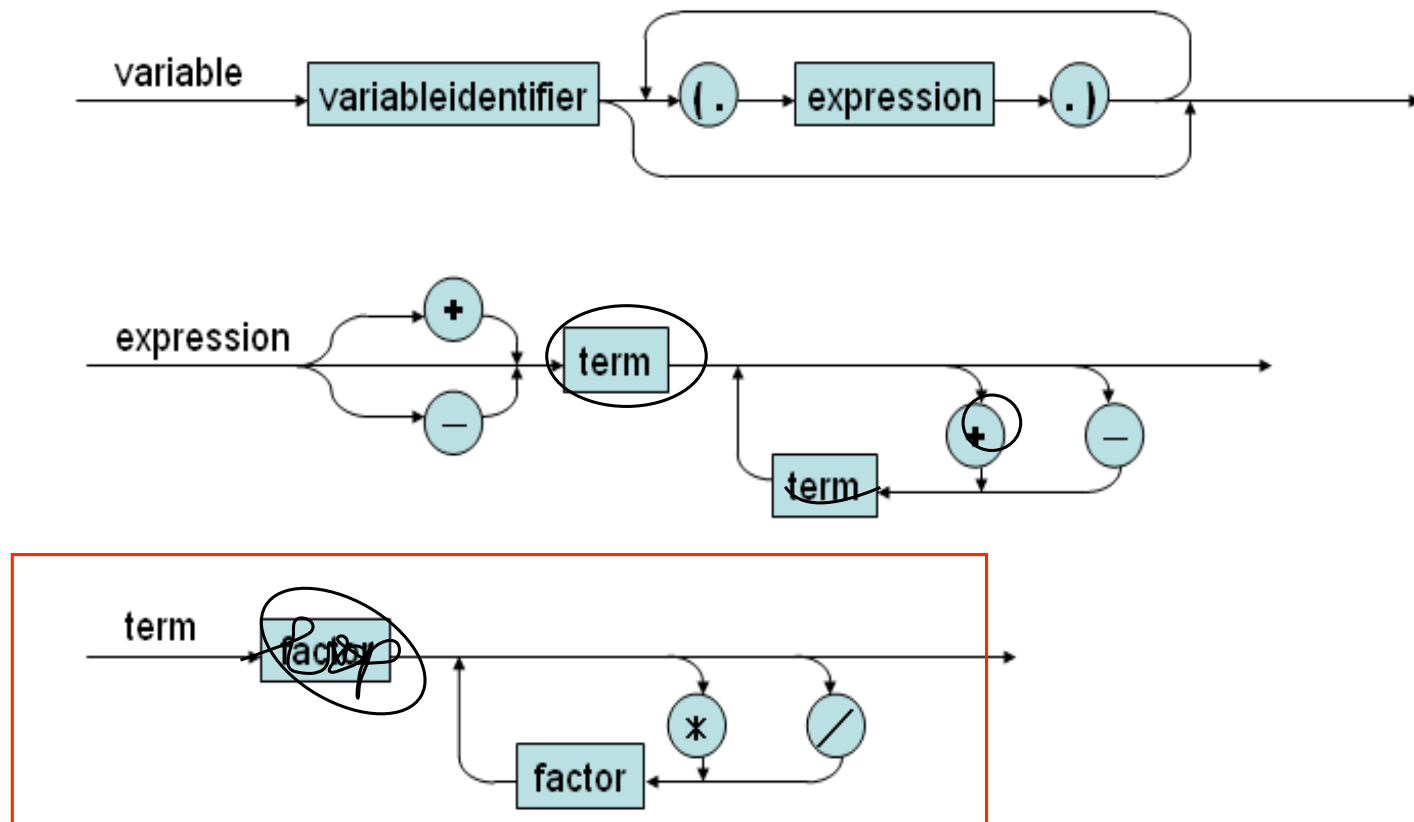 variable
variableidentifier (. expression .)
+
expression term
–
+ –
term
term factor
* /
factor